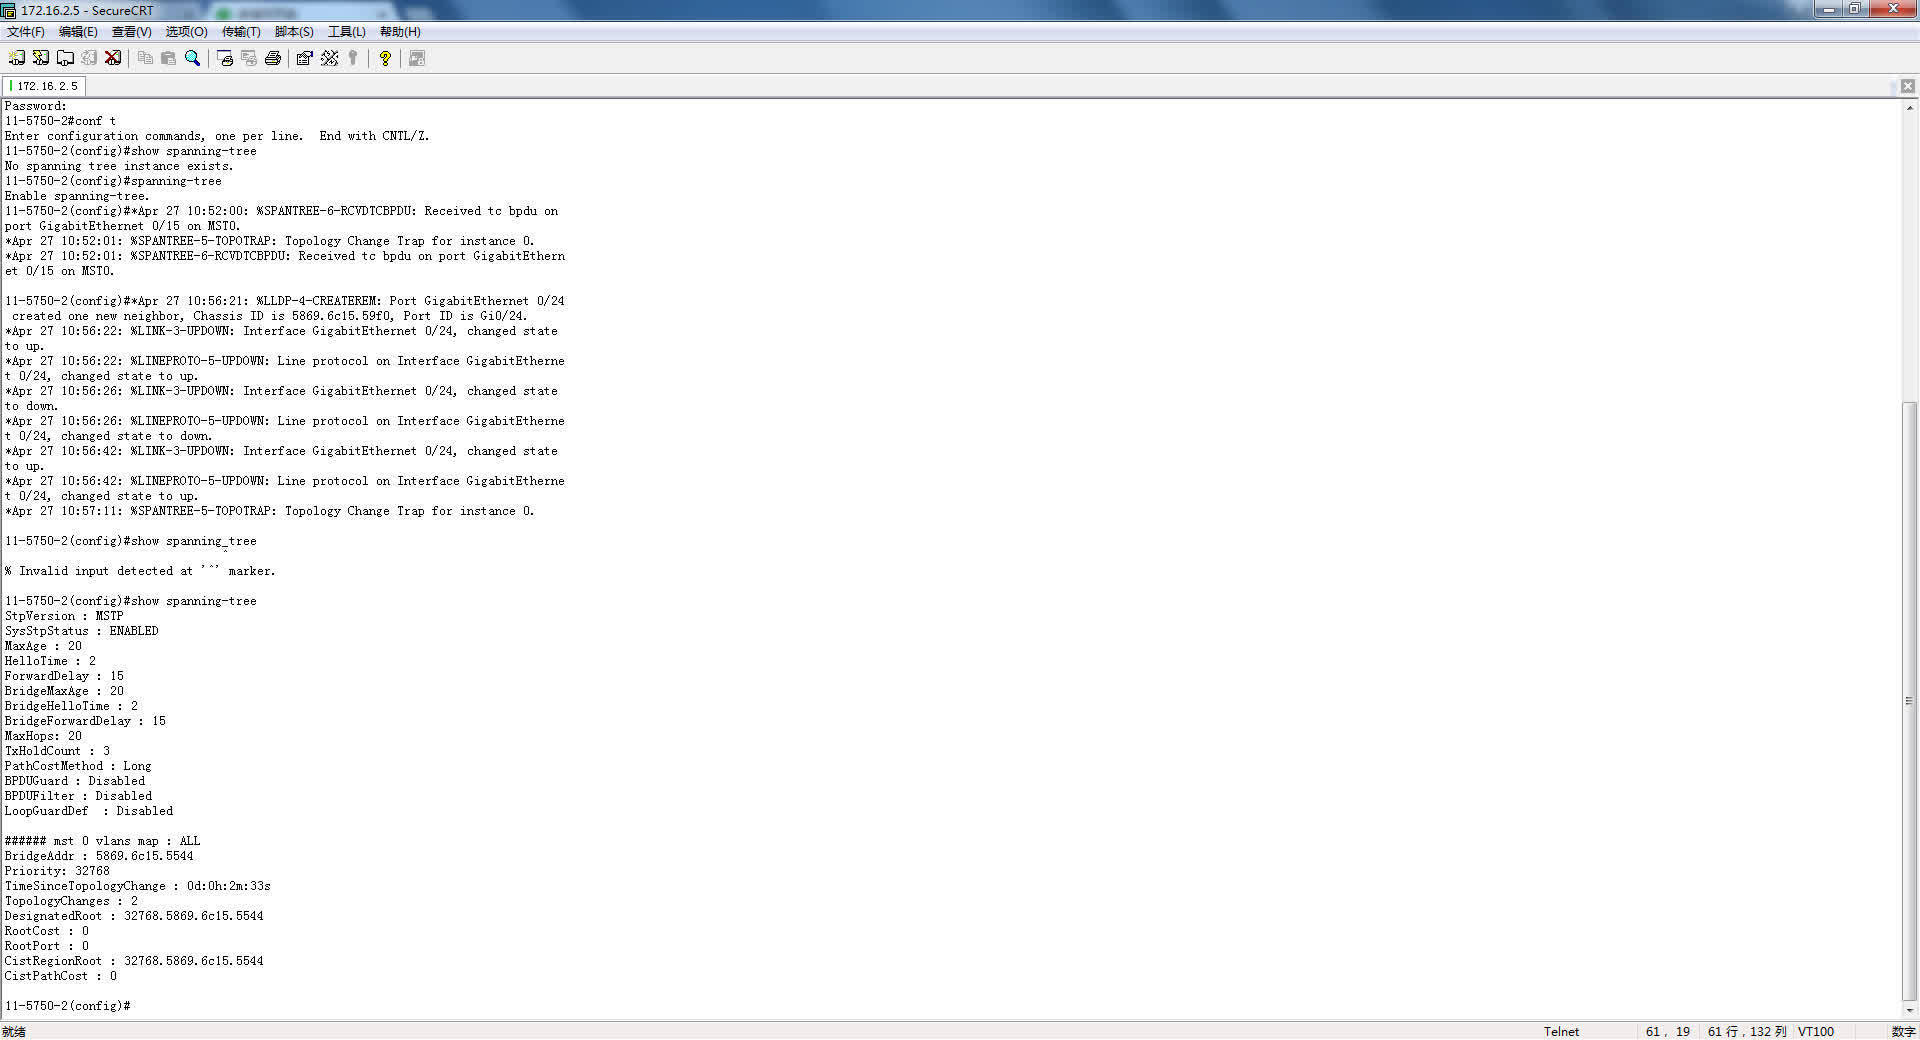 172.16.2.5 - SecureCRT
文件(F) 编辑(E) 查看(V) 选项(O) 传输(T) 脚本(S) 工具(L) 帮助(H)
172.16.2.5
Password:
11-5750-2#conf t
Enter configuration commands, one per line.  End with CNTL/Z.
11-5750-2(config)#show spanning-tree
No spanning tree instance exists.
11-5750-2(config)#spanning-tree
Enable spanning-tree.
11-5750-2(config)#*Apr 27 10:52:00: %SPANTREE-6-RCVDTCBPDU: Received tc bpdu on
port GigabitEthernet 0/15 on MST0.
*Apr 27 10:52:01: %SPANTREE-5-TOPOTRAP: Topology Change Trap for instance 0.
*Apr 27 10:52:01: %SPANTREE-6-RCVDTCBPDU: Received tc bpdu on port GigabitEthern
et 0/15 on MST0.
11-5750-2(config)#*Apr 27 10:56:21: %LLDP-4-CREATEREM: Port GigabitEthernet 0/24
created one new neighbor, Chassis ID is 5869.6c15.59f0, Port ID is Gi0/24.
*Apr 27 10:56:22: %LINK-3-UPDOWN: Interface GigabitEthernet 0/24, changed state
to up.
*Apr 27 10:56:22: %LINEPROTO-5-UPDOWN: Line protocol on Interface GigabitEtherne
t 0/24, changed state to up.
*Apr 27 10:56:26: %LINK-3-UPDOWN: Interface GigabitEthernet 0/24, changed state
to down.
*Apr 27 10:56:26: %LINEPROTO-5-UPDOWN: Line protocol on Interface GigabitEtherne
t 0/24, changed state to down.
*Apr 27 10:56:42: %LINK-3-UPDOWN: Interface GigabitEthernet 0/24, changed state
to up.
*Apr 27 10:56:42: %LINEPROTO-5-UPDOWN: Line protocol on Interface GigabitEtherne
t 0/24, changed state to up.
*Apr 27 10:57:11: %SPANTREE-5-TOPOTRAP: Topology Change Trap for instance 0.
11-5750-2(config)#show spanning_tree
^
% Invalid input detected at '^' marker.
11-5750-2(config)#show spanning-tree
StpVersion : MSTP
SysStpStatus : ENABLED
MaxAge : 20
HelloTime : 2
ForwardDelay : 15
BridgeMaxAge : 20
BridgeHelloTime : 2
BridgeForwardDelay : 15
MaxHops: 20
TxHoldCount : 3
PathCostMethod : Long
BPDUGuard : Disabled
BPDUFilter : Disabled
LoopGuardDef  : Disabled
###### mst 0 vlans map : ALL
BridgeAddr : 5869.6c15.5544
Priority: 32768
TimeSinceTopologyChange : 0d:0h:2m:33s
TopologyChanges : 2
DesignatedRoot : 32768.5869.6c15.5544
RootCost : 0
RootPort : 0
CistRegionRoot : 32768.5869.6c15.5544
CistPathCost : 0
11-5750-2(config)#
就绪 Telnet 61, 19 61 行, 132 列 VT100 数字